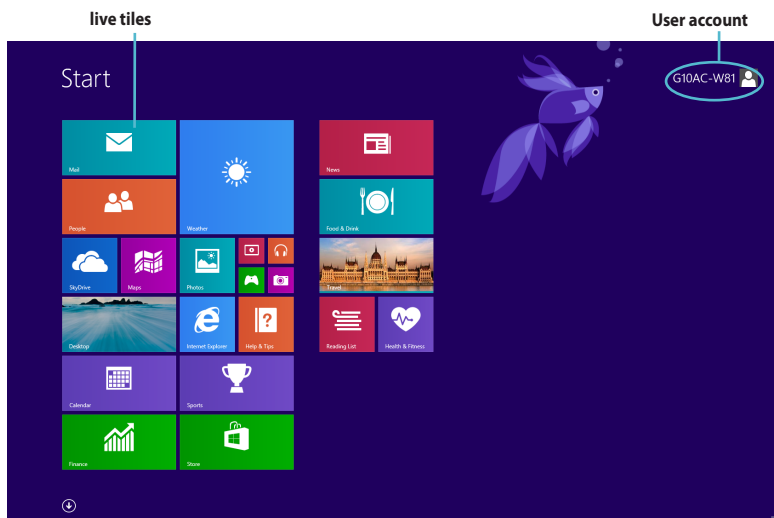 live tiles
User account
Start
G10AC-W81
Mail
Weather
News
People
Food & Drink
SkyDrive
Maps
Photos
Travel
Desktop
Internet Explorer
Help & Tips
Reading List
Health & Fitness
Calendar
Sports
Finance
Store